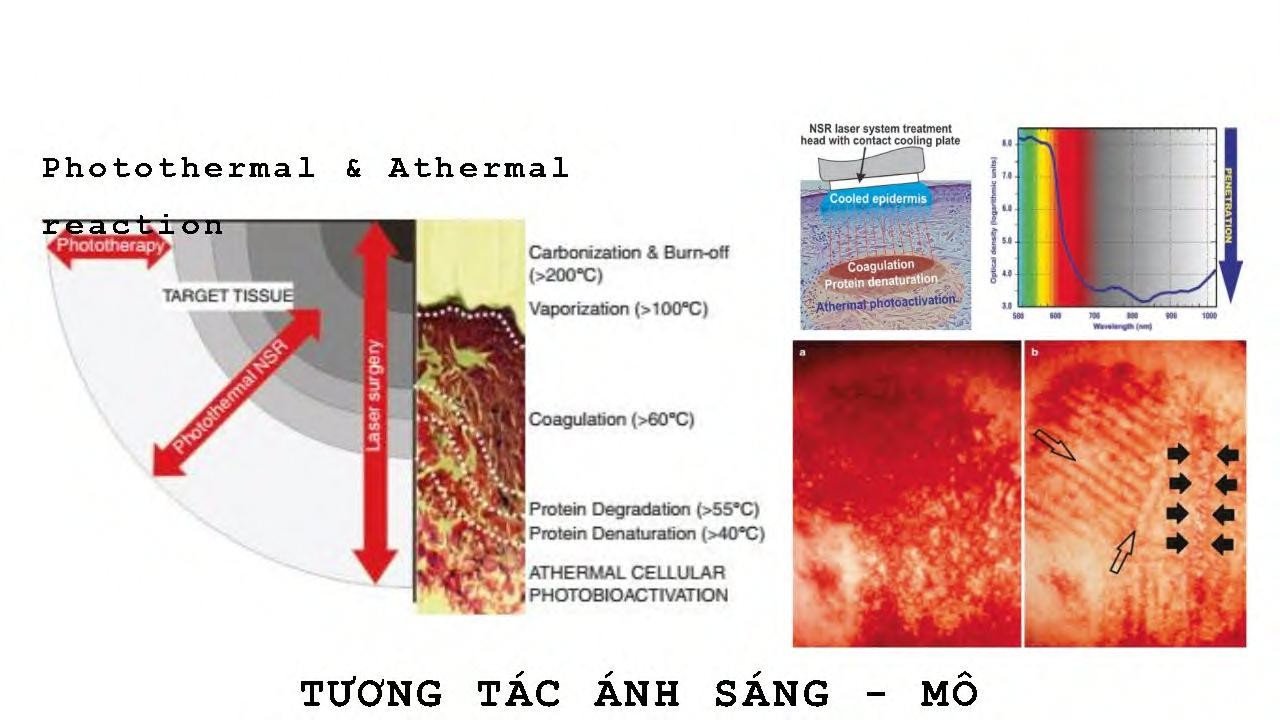 Photothermal & Athermal
reaction
Phototherapy
TARGET TISSUE
Photothermal NSR
Laser surgery
Carbonization & Burn-off
(>200°C)
Vaporization (>100°C)
Coagulation (>60°C)
Protein Degradation (>55°C)
Protein Denaturation (>40°C)
ATHERMAL CELLULAR
PHOTOBIOACTIVATION
NSR laser system treatment
head with contact cooling plate
Cooled epidermis
Coagulation
Protein denaturation
Athermal photoactivation
Optical density (logarithmic units)
8.0
7.0
6.0
5.0
4.0
3.0
500 600 700 800 900 1000
Wavelength (nm)
PENETRATION
a
b
TƯƠNG TÁC ÁNH SÁNG - MÔ